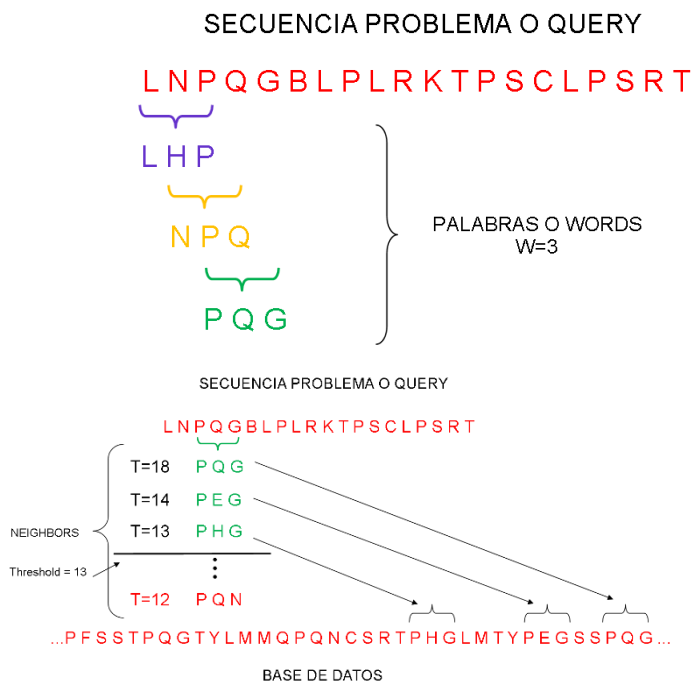 SECUENCIA PROBLEMA O QUERY
L N P Q G B L P L R K T P S C L P S R T
L H P
N P Q
PALABRAS O WORDS
W=3
P Q G
SECUENCIA PROBLEMA O QUERY
L N P Q G B L P L R K T P S C L P S R T
T=18 P Q G
T=14 P E G
NEIGHBORS
T=13 P H G
Threshold = 13
T=12 P Q N
...P F S S T P Q G T Y L M M Q P Q N C S R T P H G L M T Y P E G S S P Q G...
BASE DE DATOS